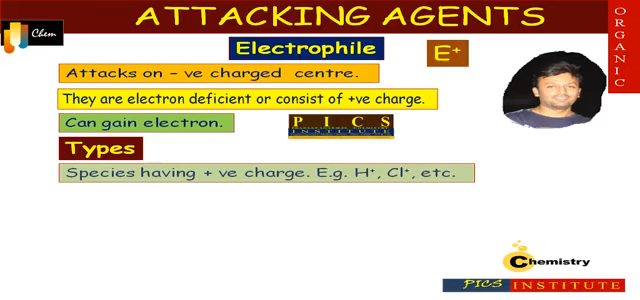 ATTACKING AGENTS
Chem
Electrophile
E⁺
ORGANIC
Attacks on – ve charged centre.
They are electron deficient or consist of +ve charge.
Can gain electron.
P I C S
INSTITUTE
Types
Species having + ve charge. E.g. H⁺, Cl⁺, etc.
Chemistry
PICS INSTITUTE